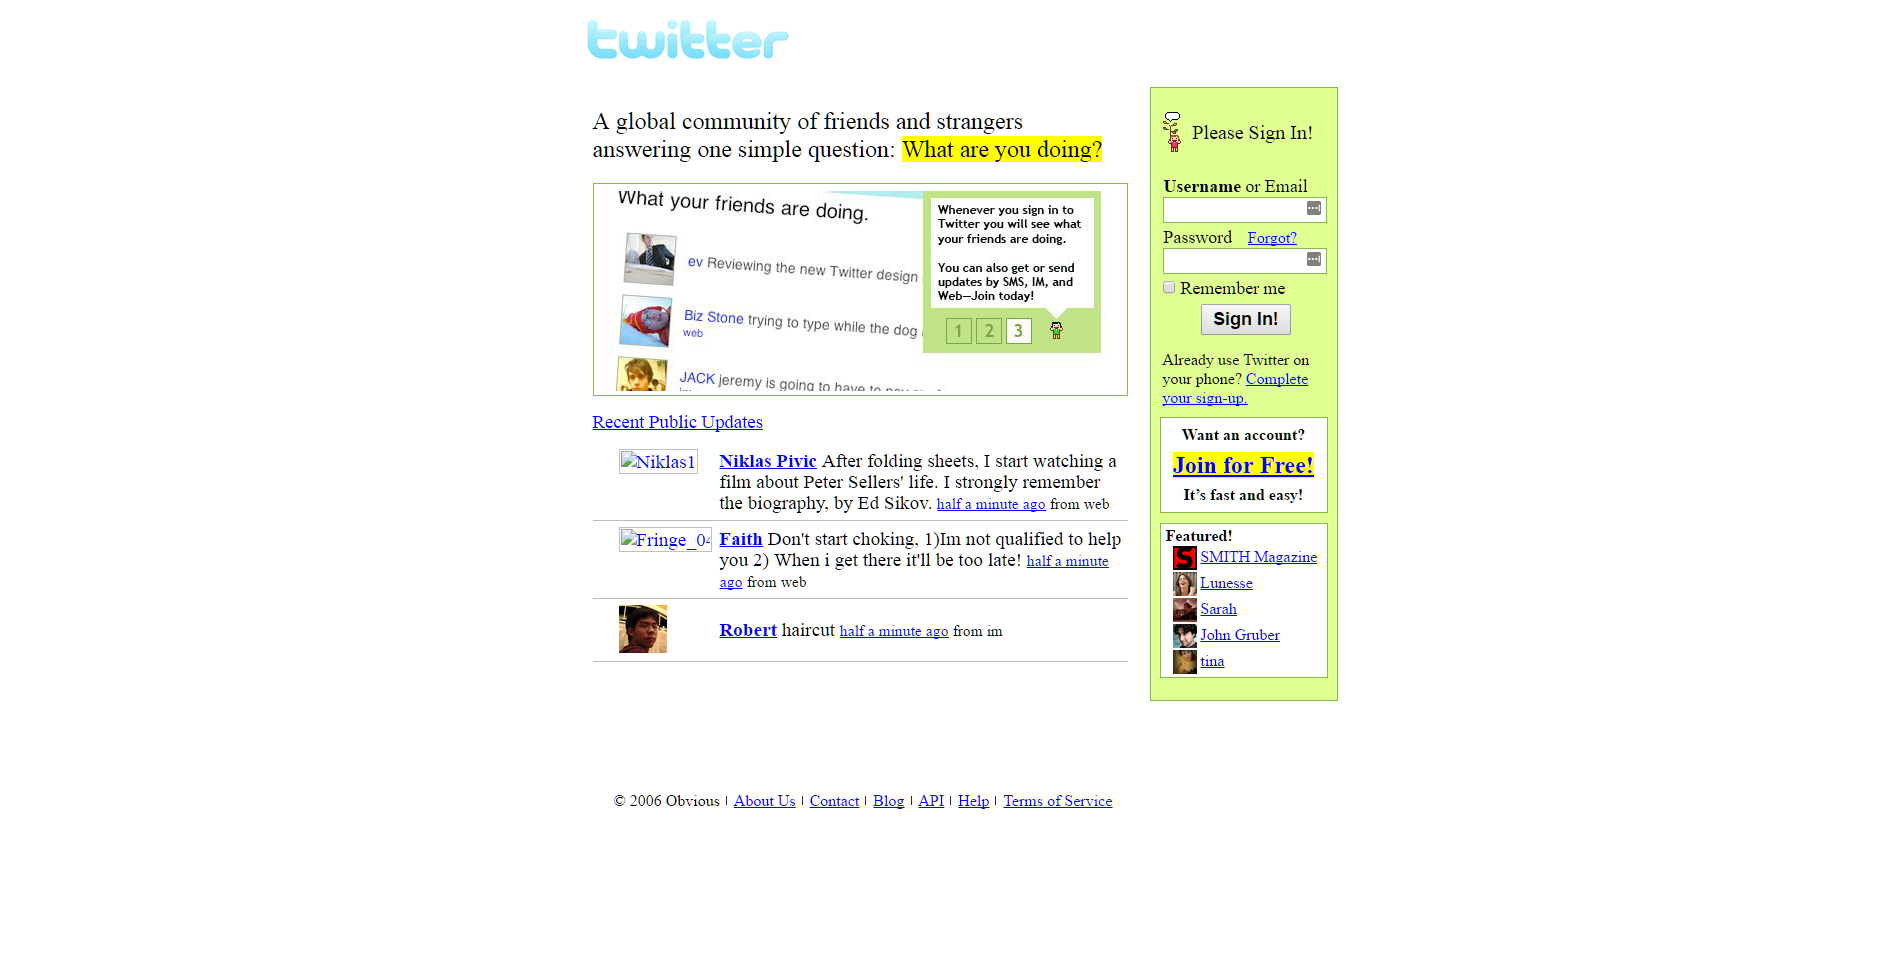 twitter
A global community of friends and strangers
answering one simple question: What are you doing?
What your friends are doing.
ev Reviewing the new Twitter design
Biz Stone trying to type while the dog
web
JACK jeremy is going to have to
Whenever you sign in to
Twitter you will see what
your friends are doing.
You can also get or send
updates by SMS, IM, and
Web—Join today!
1 2 3
Recent Public Updates
Niklas1
Niklas Pivic After folding sheets, I start watching a
film about Peter Sellers' life. I strongly remember
the biography, by Ed Sikov. half a minute ago from web
Fringe_04
Faith Don't start choking, 1)Im not qualified to help
you 2) When i get there it'll be too late! half a minute
ago from web
Robert haircut half a minute ago from im
Please Sign In!
Username or Email
Password Forgot?
Remember me
Sign In!
Already use Twitter on
your phone? Complete
your sign-up.
Want an account?
Join for Free!
It’s fast and easy!
Featured!
S SMITH Magazine
Lunesse
Sarah
John Gruber
tina
© 2006 Obvious | About Us | Contact | Blog | API | Help | Terms of Service